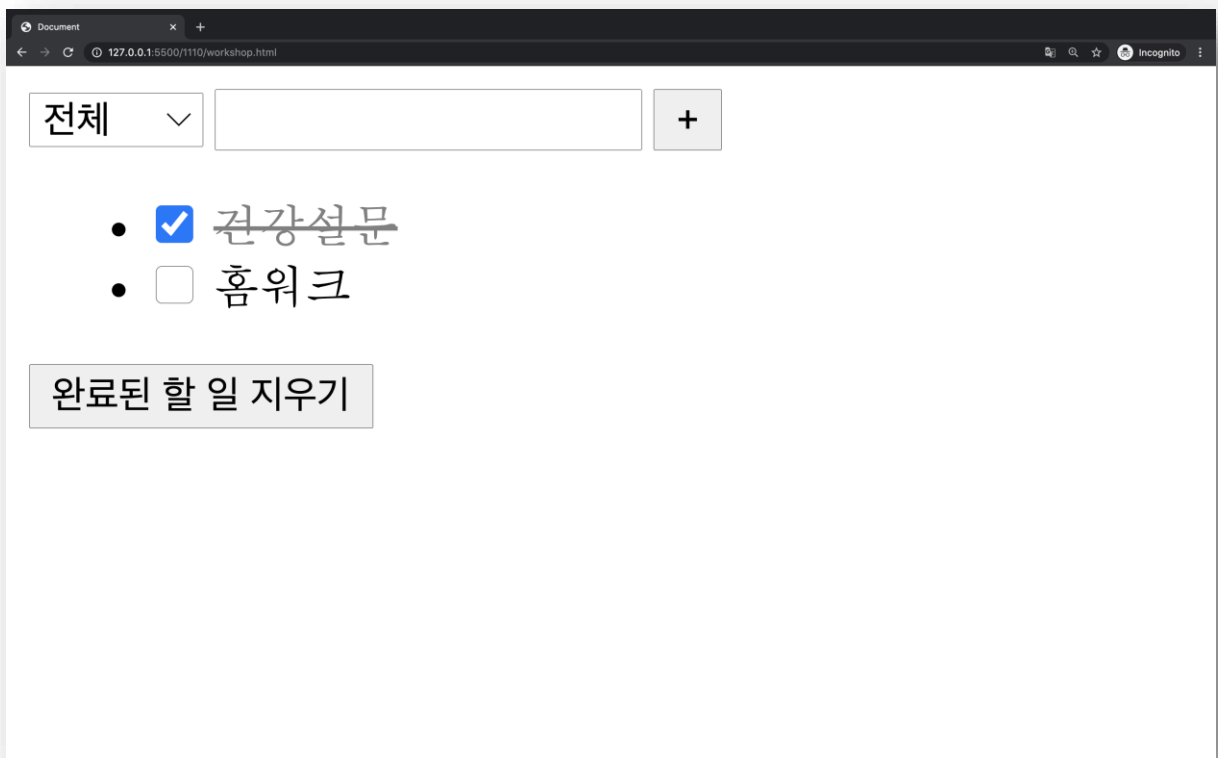 Document
127.0.0.1:5500/1110/workshop.html
Incognito
전체
+
건강설문
홈워크
완료된 할 일 지우기